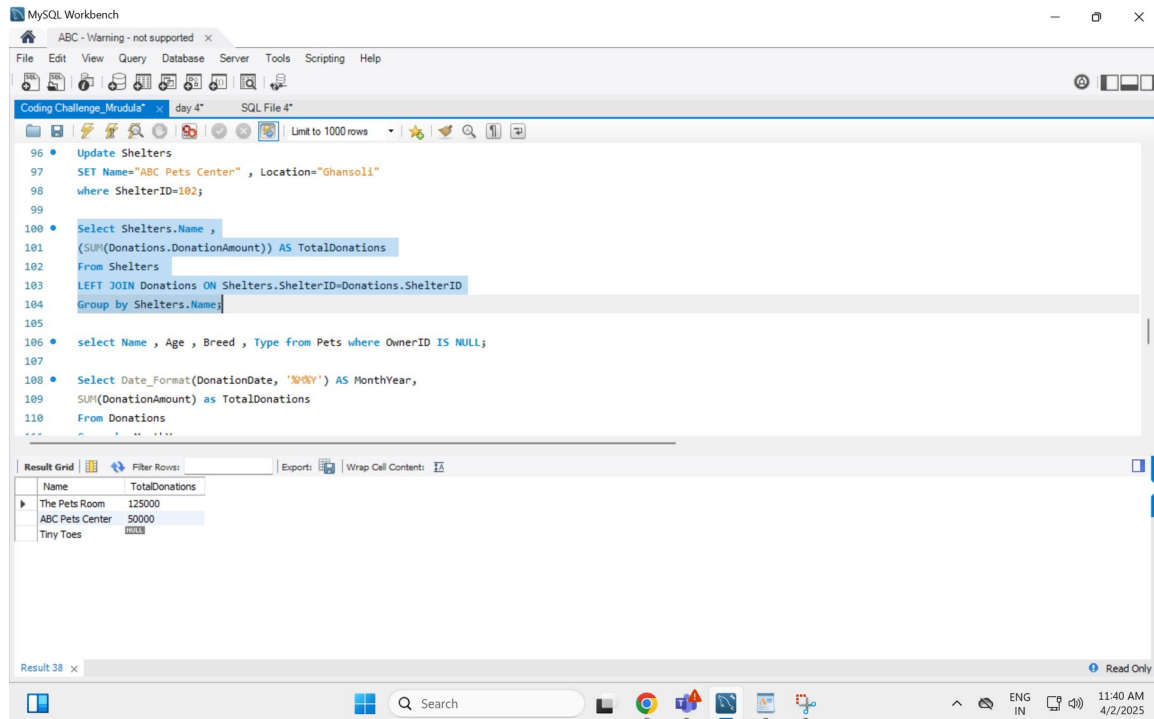 MySQL Workbench
ABC - Warning - not supported
File Edit View Query Database Server Tools Scripting Help
Coding Challenge_Mrudula* day 4* SQL File 4*
Limit to 1000 rows
96 Update Shelters
97 SET Name="ABC Pets Center" , Location="Ghansoli"
98 where ShelterID=102;
99
100 Select Shelters.Name ,
101 (SUM(Donations.DonationAmount)) AS TotalDonations
102 From Shelters
103 LEFT JOIN Donations ON Shelters.ShelterID=Donations.ShelterID
104 Group by Shelters.Name;
105
106 select Name , Age , Breed , Type from Pets where OwnerID IS NULL;
107
108 Select Date_Format(DonationDate, '%M%Y') AS MonthYear,
109 SUM(DonationAmount) as TotalDonations
110 From Donations
Result Grid Filter Rows: Export: Wrap Cell Content:
Name TotalDonations
The Pets Room 125000
ABC Pets Center 50000
Tiny Toes NULL
Result 38 Read Only
Search
ENG 11:40 AM
IN 4/2/2025